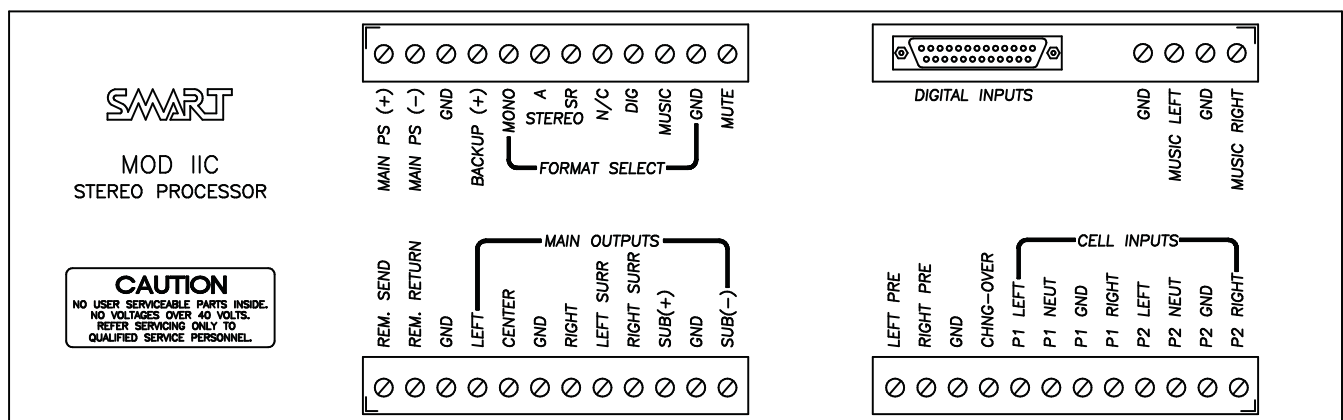 SMART
MOD IIC
STEREO PROCESSOR
CAUTION
NO USER SERVICEABLE PARTS INSIDE.
NO VOLTAGES OVER 40 VOLTS.
REFER SERVICING ONLY TO
QUALIFIED SERVICE PERSONNEL.
MAIN PS (+)
MAIN PS (-)
GND
BACKUP (+)
MONO
A
SR
STEREO
N/C
DIG
MUSIC
GND
MUTE
FORMAT SELECT
DIGITAL INPUTS
GND
MUSIC LEFT
GND
MUSIC RIGHT
MAIN OUTPUTS
REM. SEND
REM. RETURN
GND
LEFT
CENTER
GND
RIGHT
LEFT SURR
RIGHT SURR
SUB(+)
GND
SUB(-)
CELL INPUTS
LEFT PRE
RIGHT PRE
GND
CHNG-OVER
P1 LEFT
P1 NEUT
P1 GND
P1 RIGHT
P2 LEFT
P2 NEUT
P2 GND
P2 RIGHT